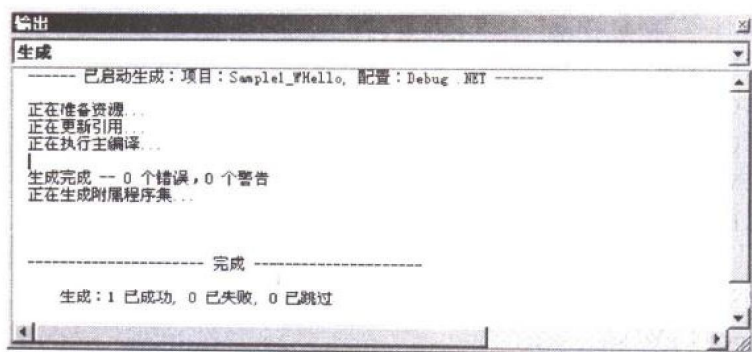 输出
生成
------ 已启动生成：项目：Sample1_WHello, 配置：Debug .NET ------
正在准备资源...
正在更新引用...
正在执行主编译...
生成完成 -- 0 个错误，0 个警告
正在生成附属程序集...
---------------------- 完成 ---------------------
生成：1 已成功, 0 已失败, 0 已跳过